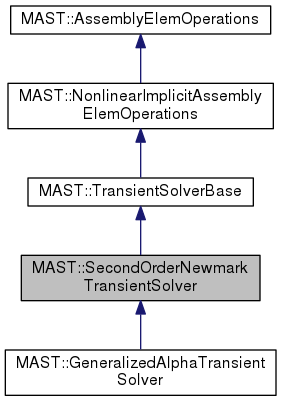 MAST::AssemblyElemOperations
MAST::NonlinearImplicitAssembly
ElemOperations
MAST::TransientSolverBase
MAST::SecondOrderNewmark
TransientSolver
MAST::GeneralizedAlphaTransient
Solver